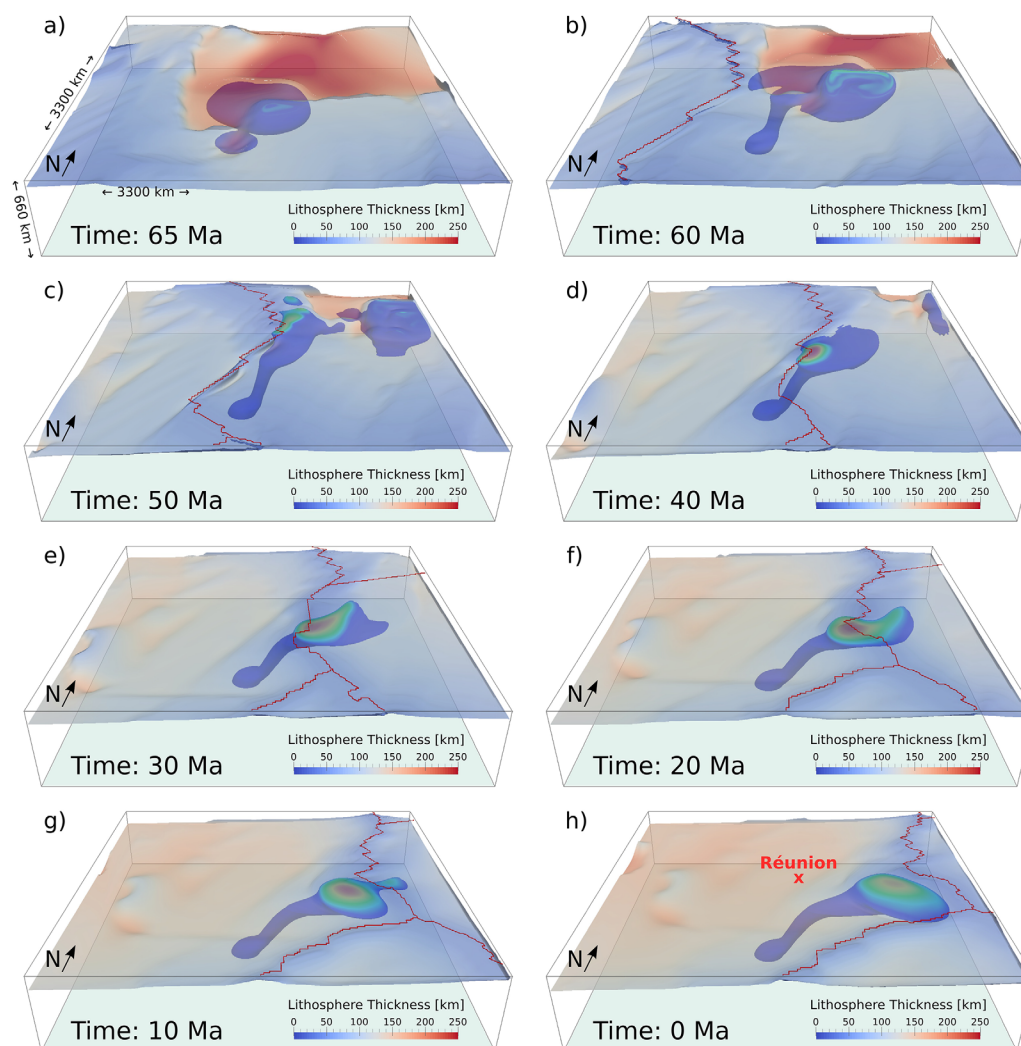 a)
← 3300 km →
N
← 3300 km →
← 660 km →
Lithosphere Thickness [km]
0 50 100 150 200 250
Time: 65 Ma
b)
N
Lithosphere Thickness [km]
0 50 100 150 200 250
Time: 60 Ma
c)
N
Lithosphere Thickness [km]
0 50 100 150 200 250
Time: 50 Ma
d)
N
Lithosphere Thickness [km]
0 50 100 150 200 250
Time: 40 Ma
e)
N
Lithosphere Thickness [km]
0 50 100 150 200 250
Time: 30 Ma
f)
N
Lithosphere Thickness [km]
0 50 100 150 200 250
Time: 20 Ma
g)
N
Lithosphere Thickness [km]
0 50 100 150 200 250
Time: 10 Ma
h)
Réunion
x
N
Lithosphere Thickness [km]
0 50 100 150 200 250
Time: 0 Ma